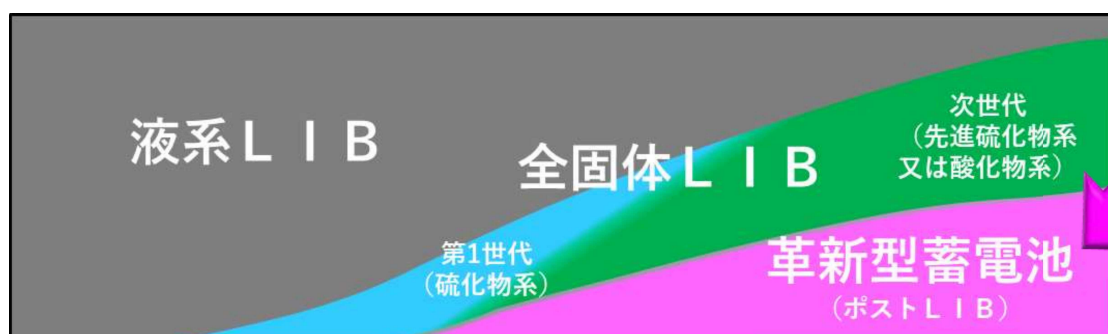 液系ＬＩＢ
全固体ＬＩＢ
次世代
（先進硫化物系
又は酸化物系）
第1世代
（硫化物系）
革新型蓄電池
（ポストＬＩＢ）